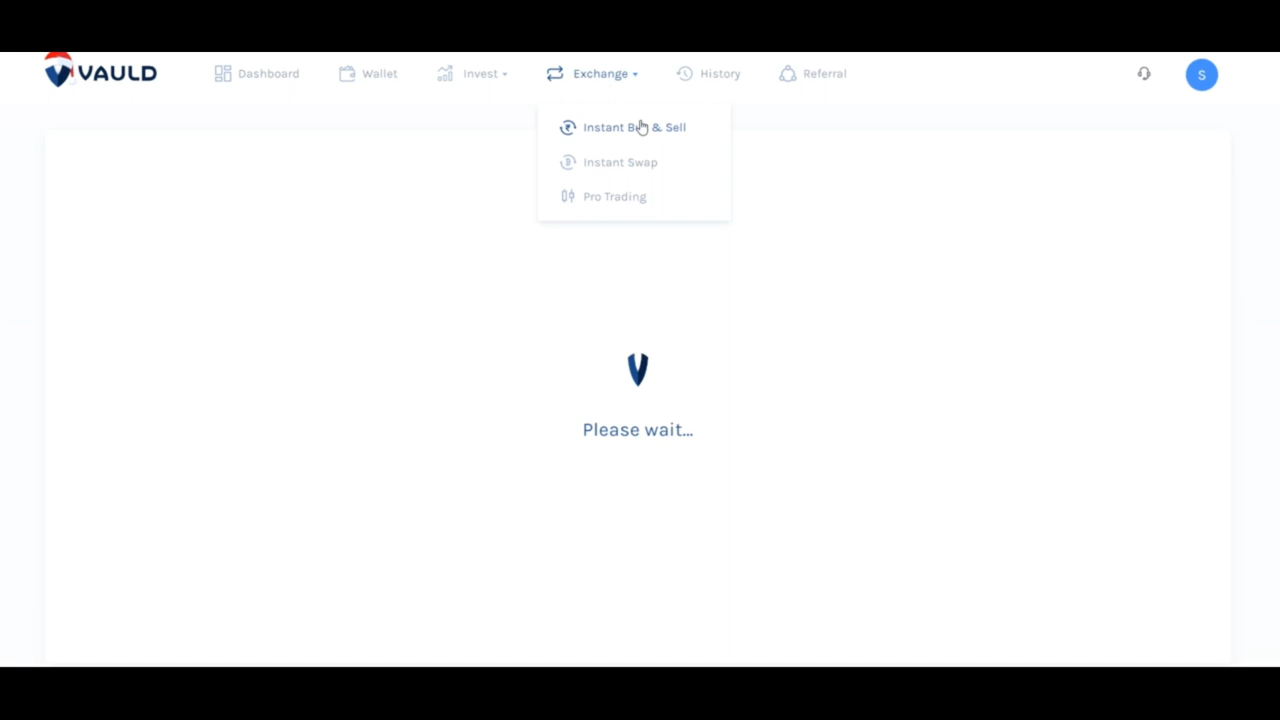 VAULD
Dashboard
Wallet
Invest
Exchange
History
Referral
S
Instant & Sell
Instant Swap
Pro Trading
Please wait...